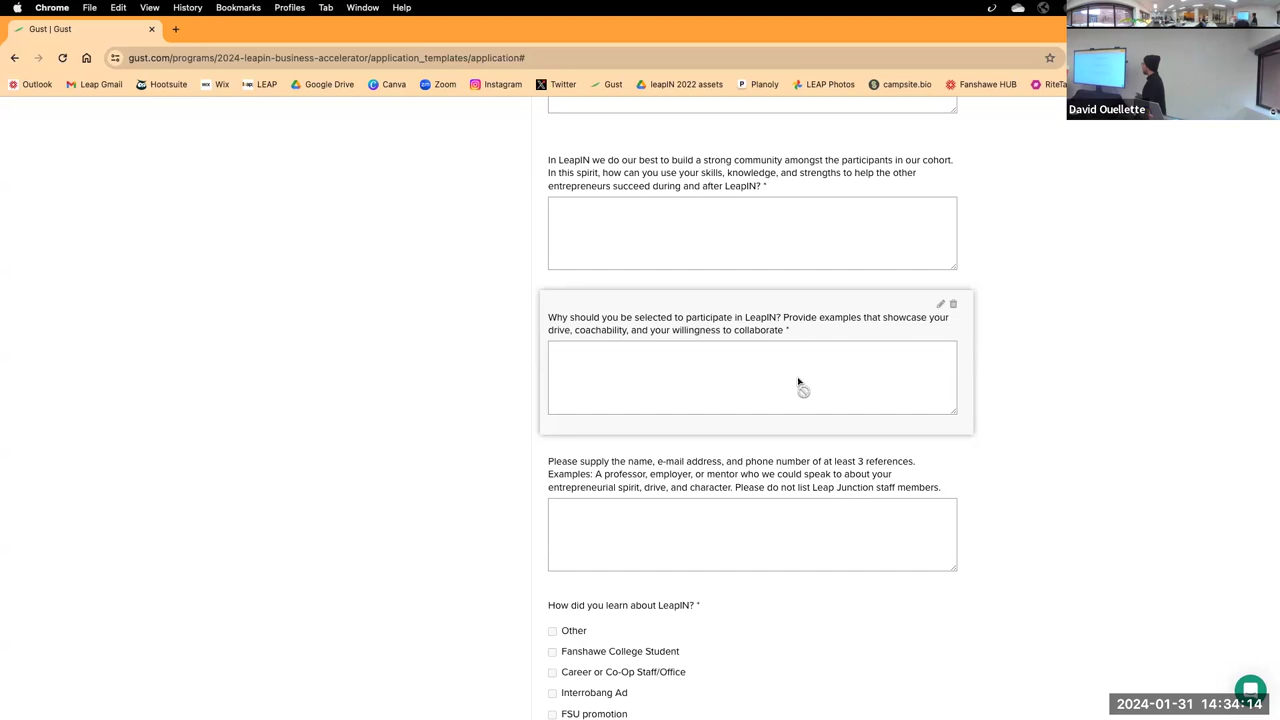 Chrome File Edit View History Bookmarks Profiles Tab Window Help
Gust | Gust
gust.com/programs/2024-leapin-business-accelerator/application_templates/application#
Outlook Leap Gmail Hootsuite Wix LEAP Google Drive Canva Zoom Instagram Twitter Gust leapIN 2022 assets Planoly LEAP Photos campsite.bio Fanshawe HUB RiteTa
David Ouellette
In LeapIN we do our best to build a strong community amongst the participants in our cohort.
In this spirit, how can you use your skills, knowledge, and strengths to help the other
entrepreneurs succeed during and after LeapIN? *
Why should you be selected to participate in LeapIN? Provide examples that showcase your
drive, coachability, and your willingness to collaborate *
Please supply the name, e-mail address, and phone number of at least 3 references.
Examples: A professor, employer, or mentor who we could speak to about your
entrepreneurial spirit, drive, and character. Please do not list Leap Junction staff members.
How did you learn about LeapIN? *
Other
Fanshawe College Student
Career or Co-Op Staff/Office
Interrobang Ad
FSU promotion
2024-01-31 14:34:14